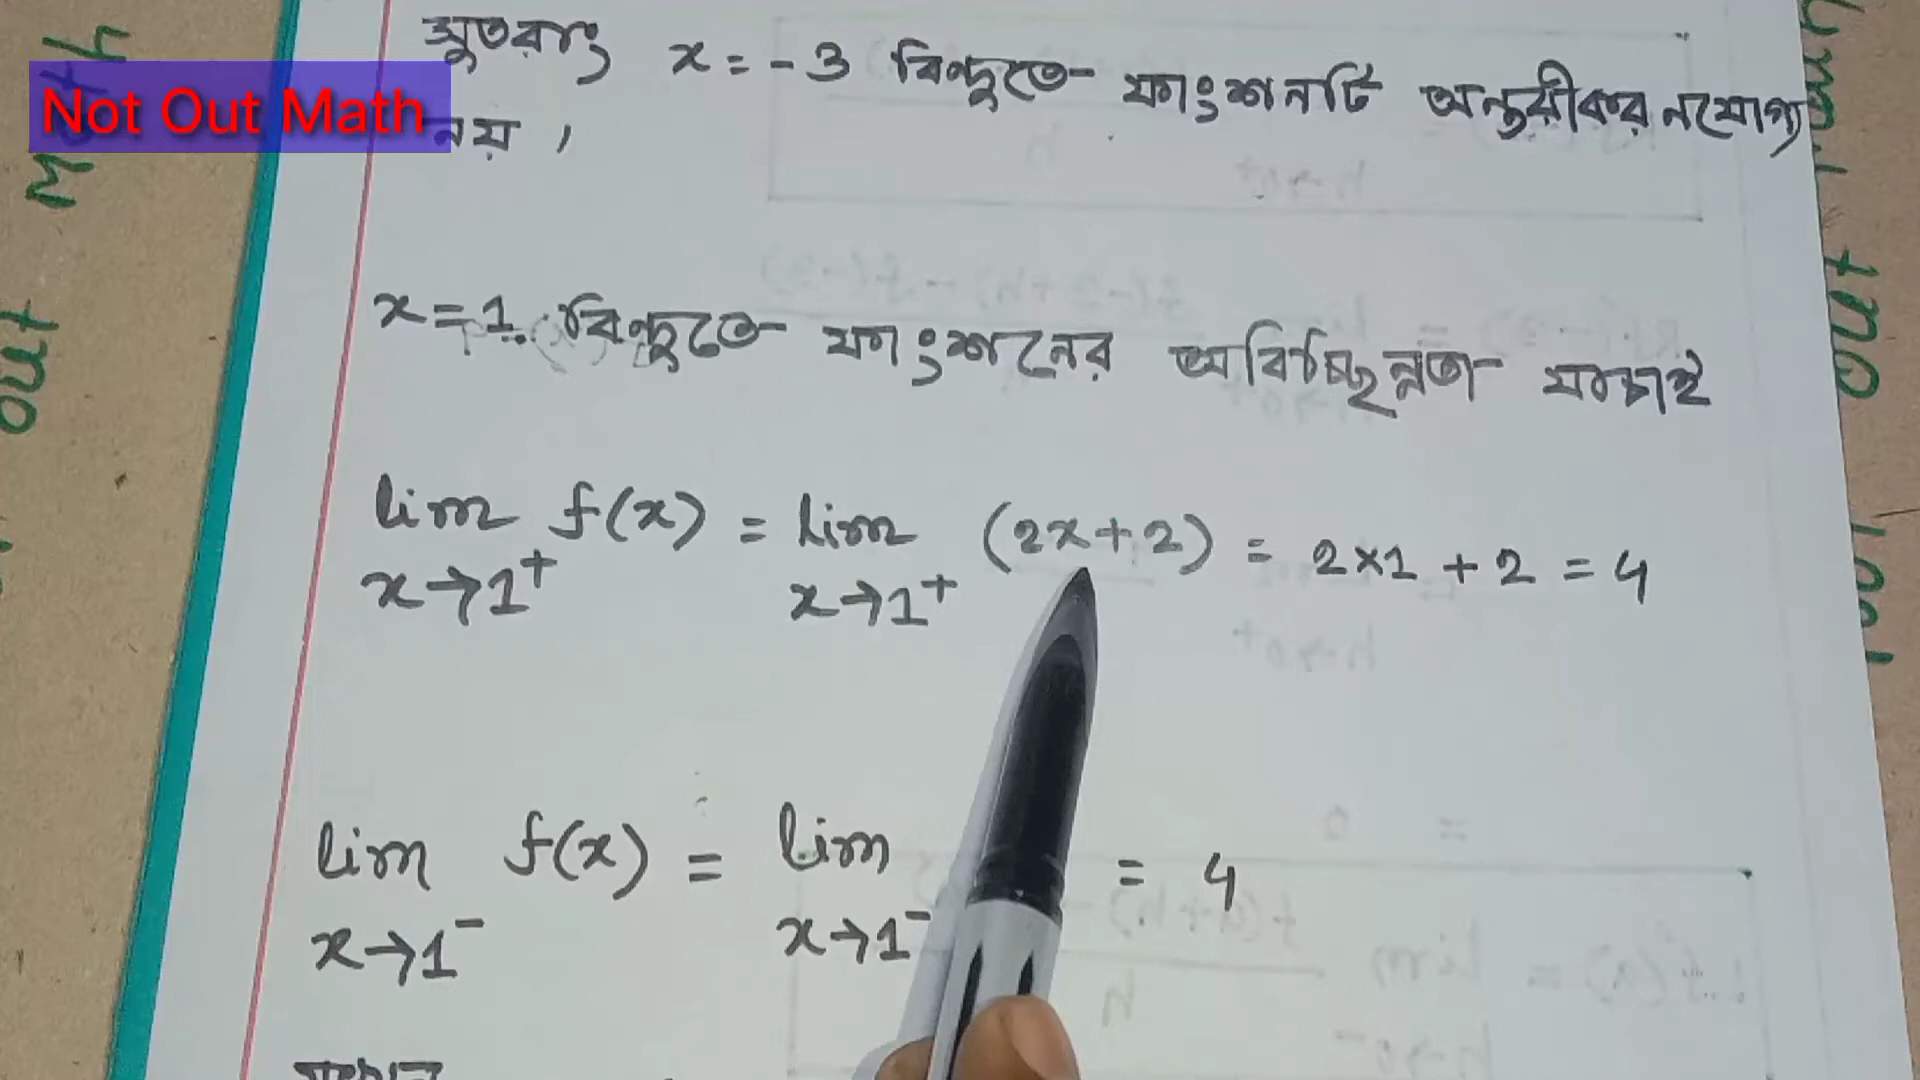 সুতরাং x = -3 বিন্দুতে ফাংশনটি অন্তরীকরনযোগ্য
নয়।
Not Out Math
x = 1 বিন্দুতে ফাংশনের অবিচ্ছিন্নতা যাচাই
lim f(x) = lim (2x+2) = 2×1 + 2 = 4
x→1⁺ x→1⁺
lim f(x) = lim = 4
x→1⁻ x→1⁻